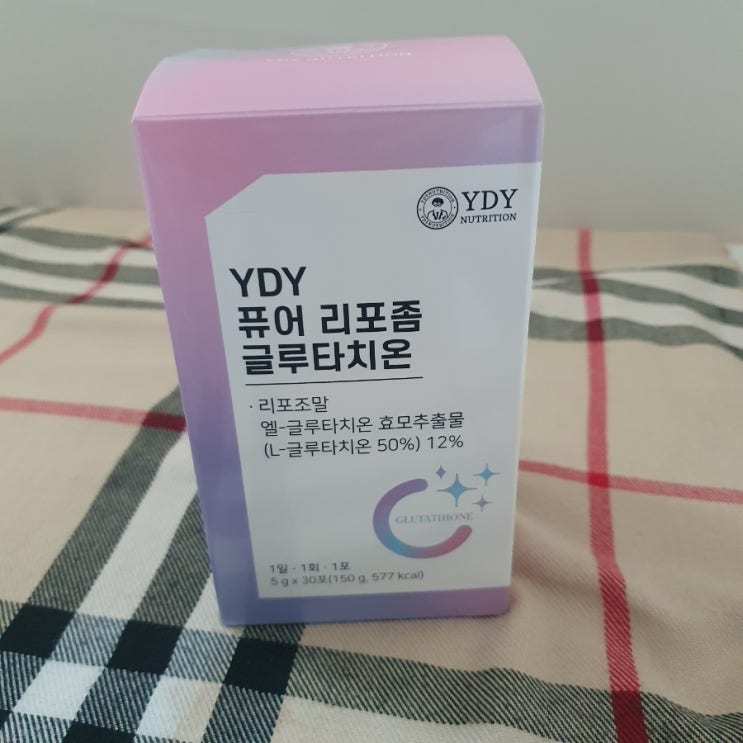 YDY
NUTRITION
YDY
퓨어 리포좀
글루타치온
· 리포조말
엘-글루타치온 효모추출물
(L-글루타치온 50%) 12%
GLUTATHIONE
1일 · 1회 · 1포
5 g x 30포(150 g, 577 kcal)